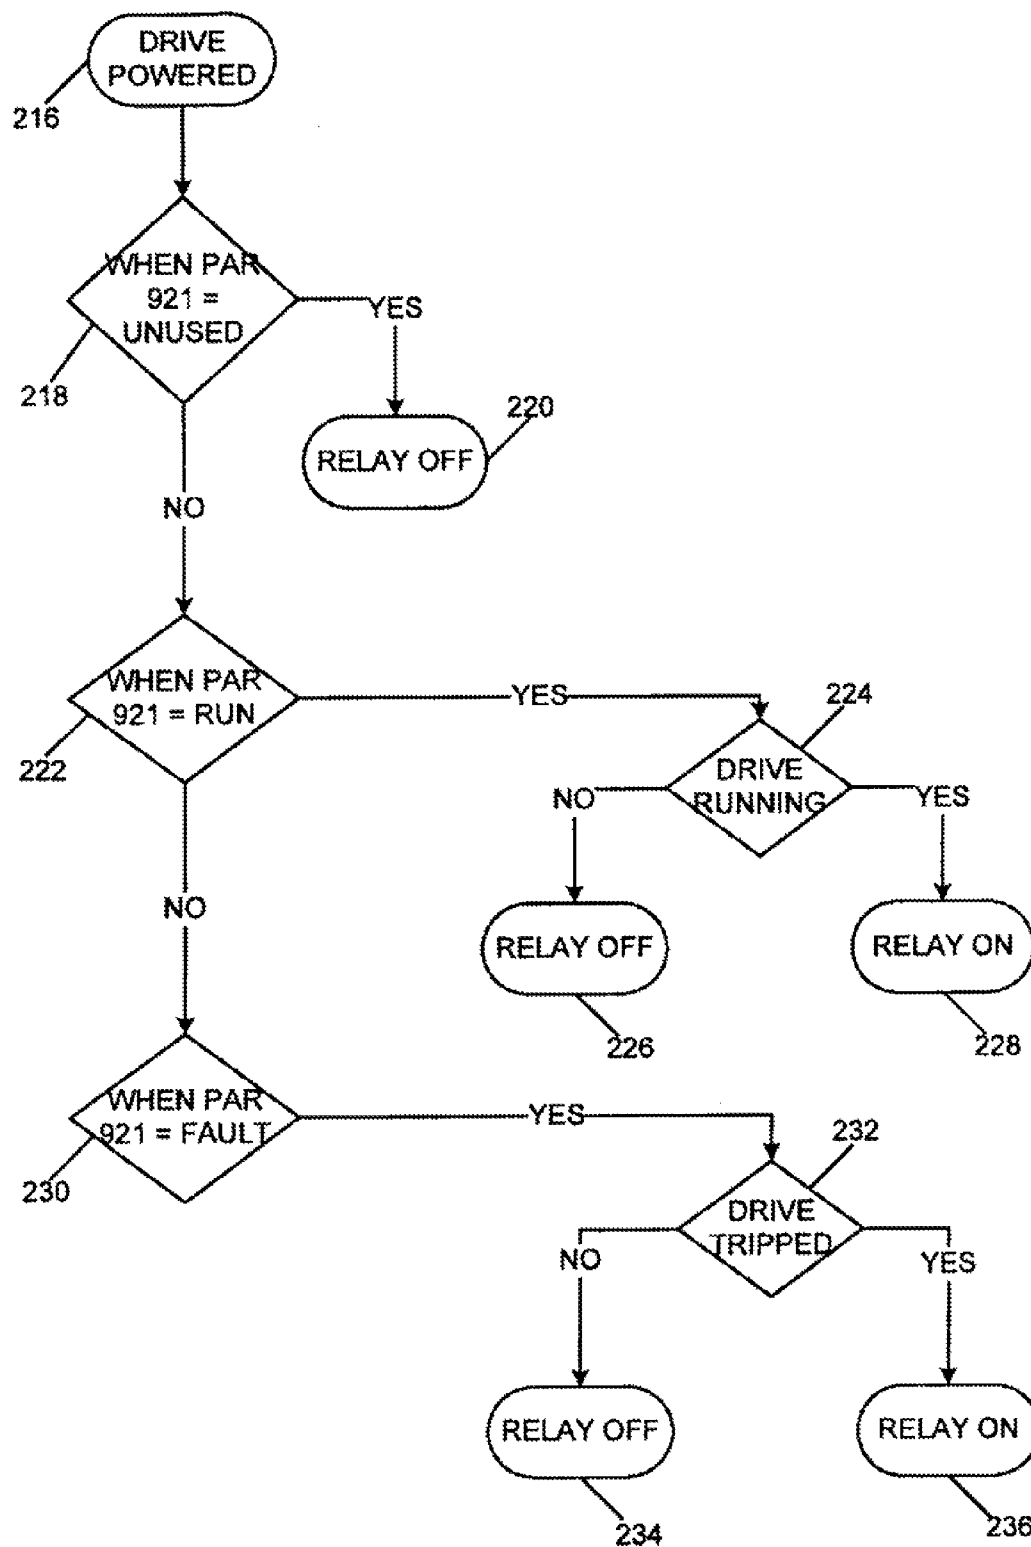 DRIVE
POWERED
216
WHEN PAR
921 =
UNUSED
YES
218
220
RELAY OFF
NO
WHEN PAR
921 = RUN
YES
224
222
DRIVE
RUNNING
NO
YES
NO
RELAY OFF
RELAY ON
226
228
WHEN PAR
921 = FAULT
YES
232
230
DRIVE
TRIPPED
NO
YES
RELAY OFF
RELAY ON
234
236